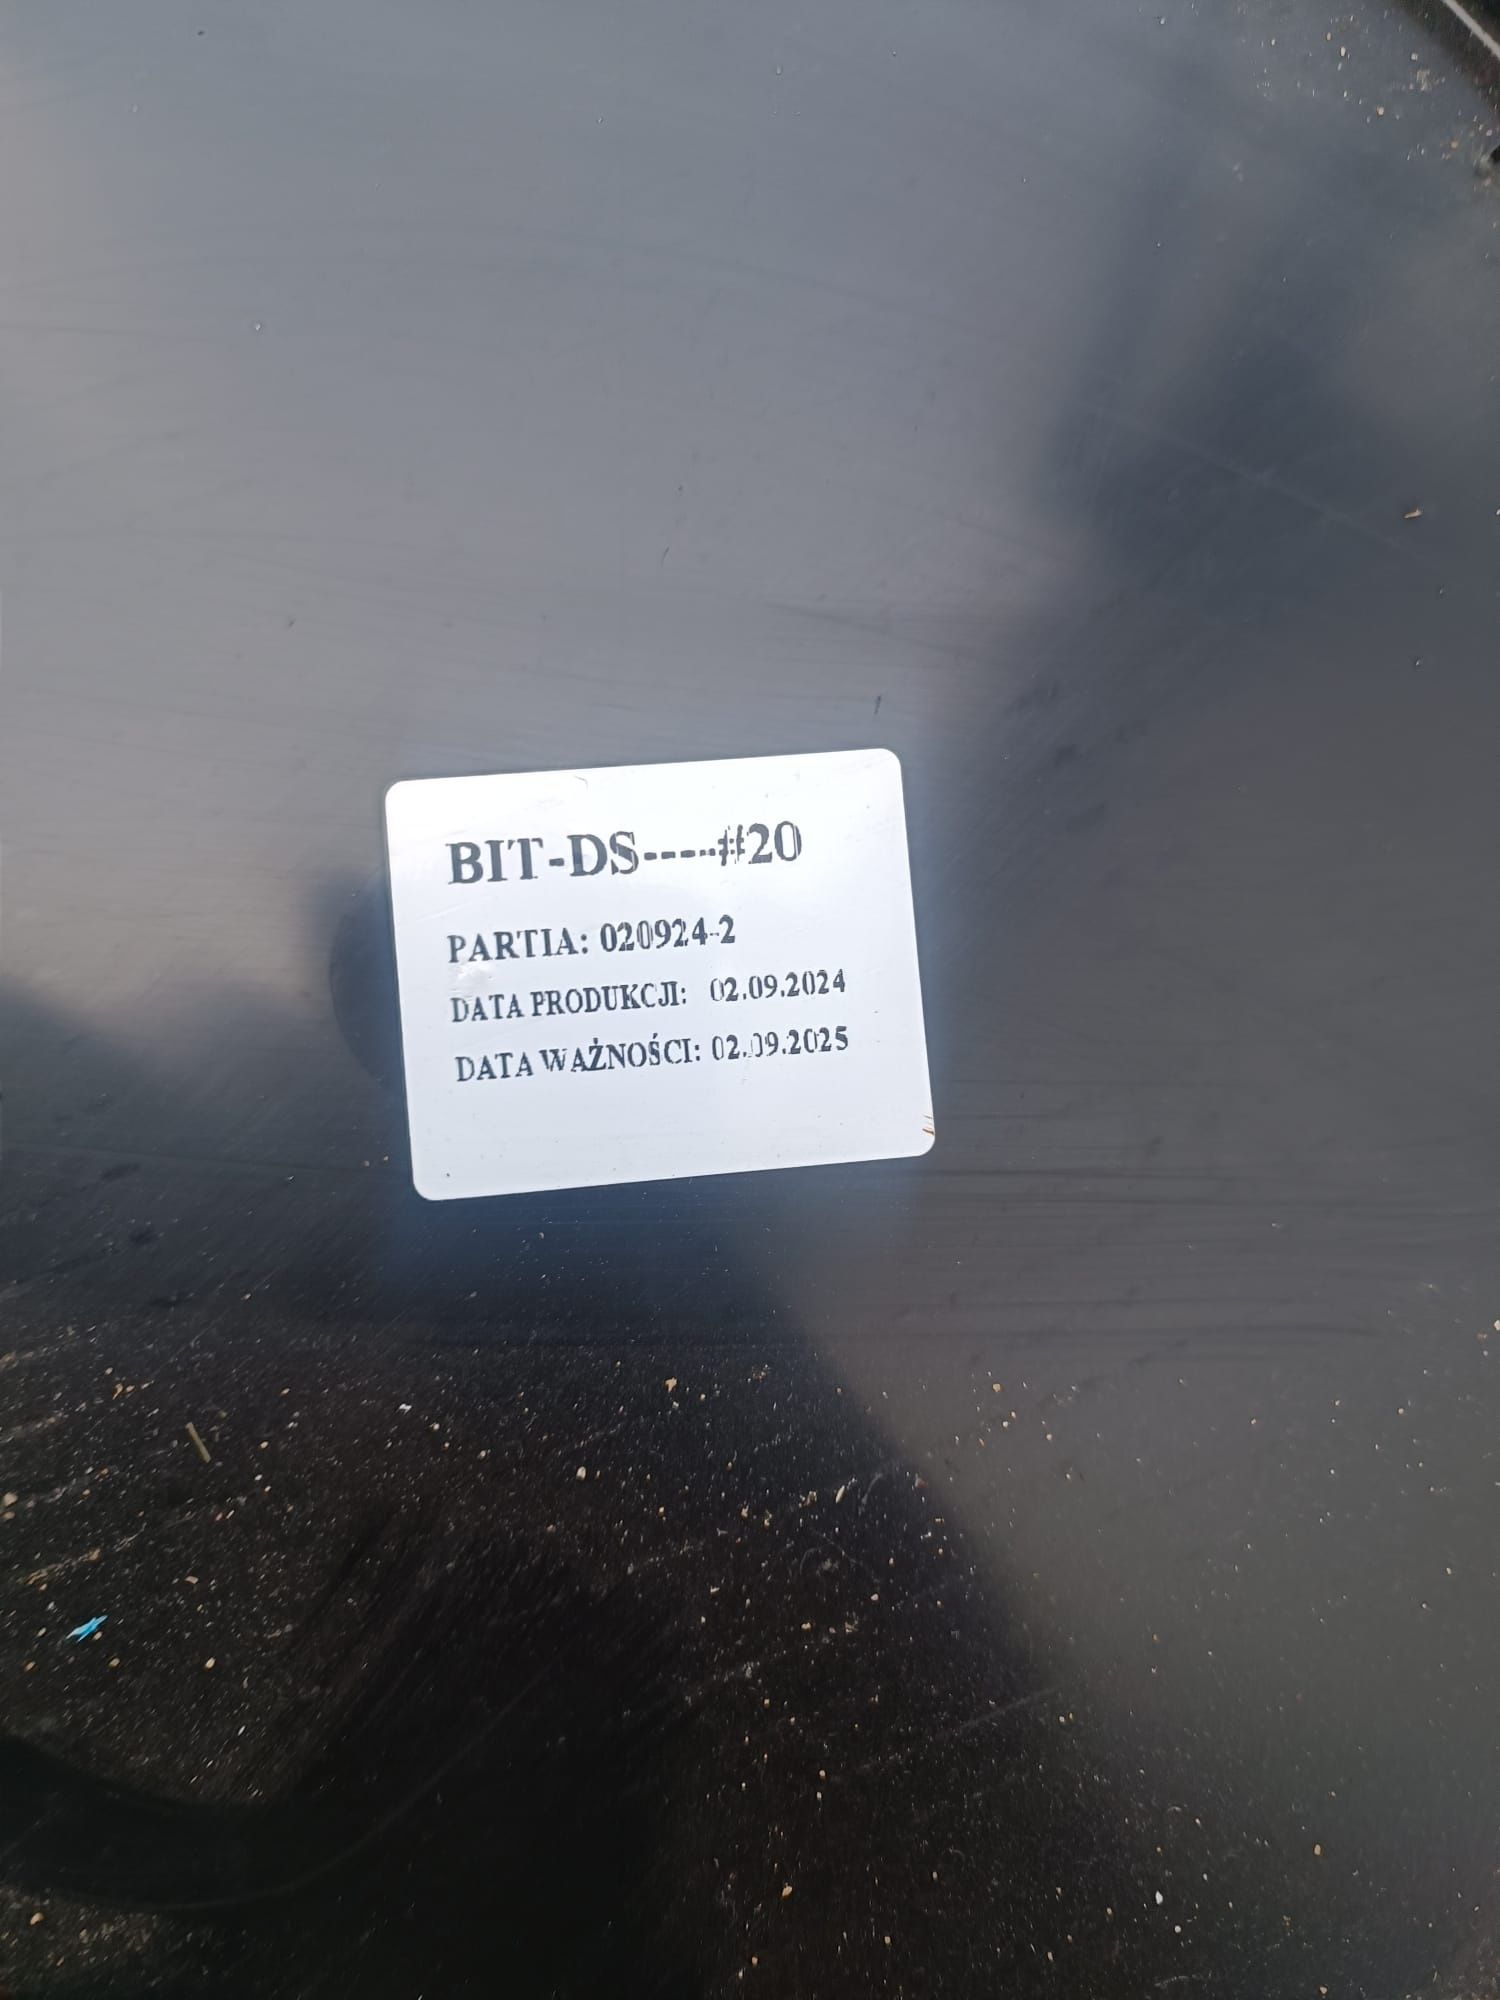 BIT-DS-----#20
PARTIA: 020924-2
DATA PRODUKCJI: 02.09.2024
DATA WAŻNOŚCI: 02.09.2025